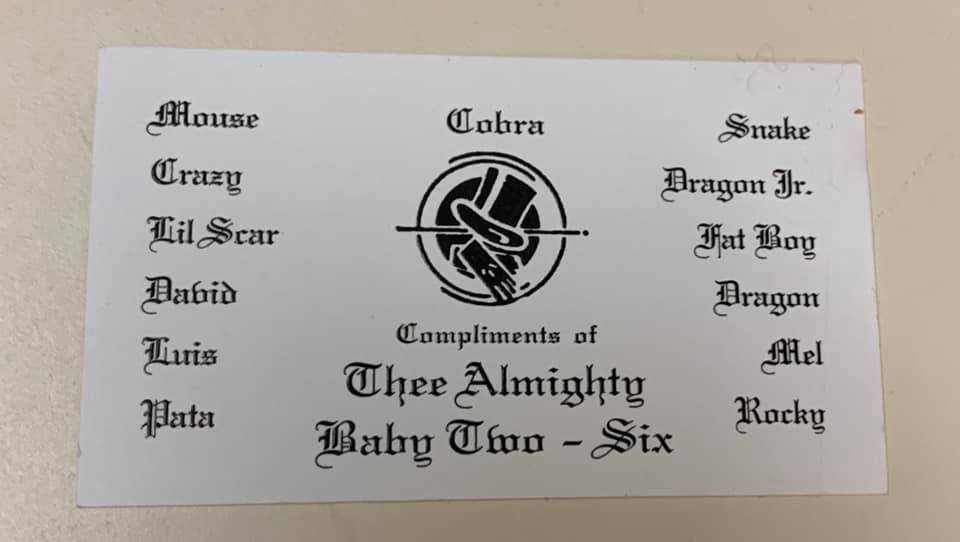 Mouse
Crazy
Lil Scar
David
Luis
Pata
Cobra
Compliments of
Thee Almighty
Baby Two - Six
Snake
Dragon Jr.
Fat Boy
Dragon
Mel
Rocky